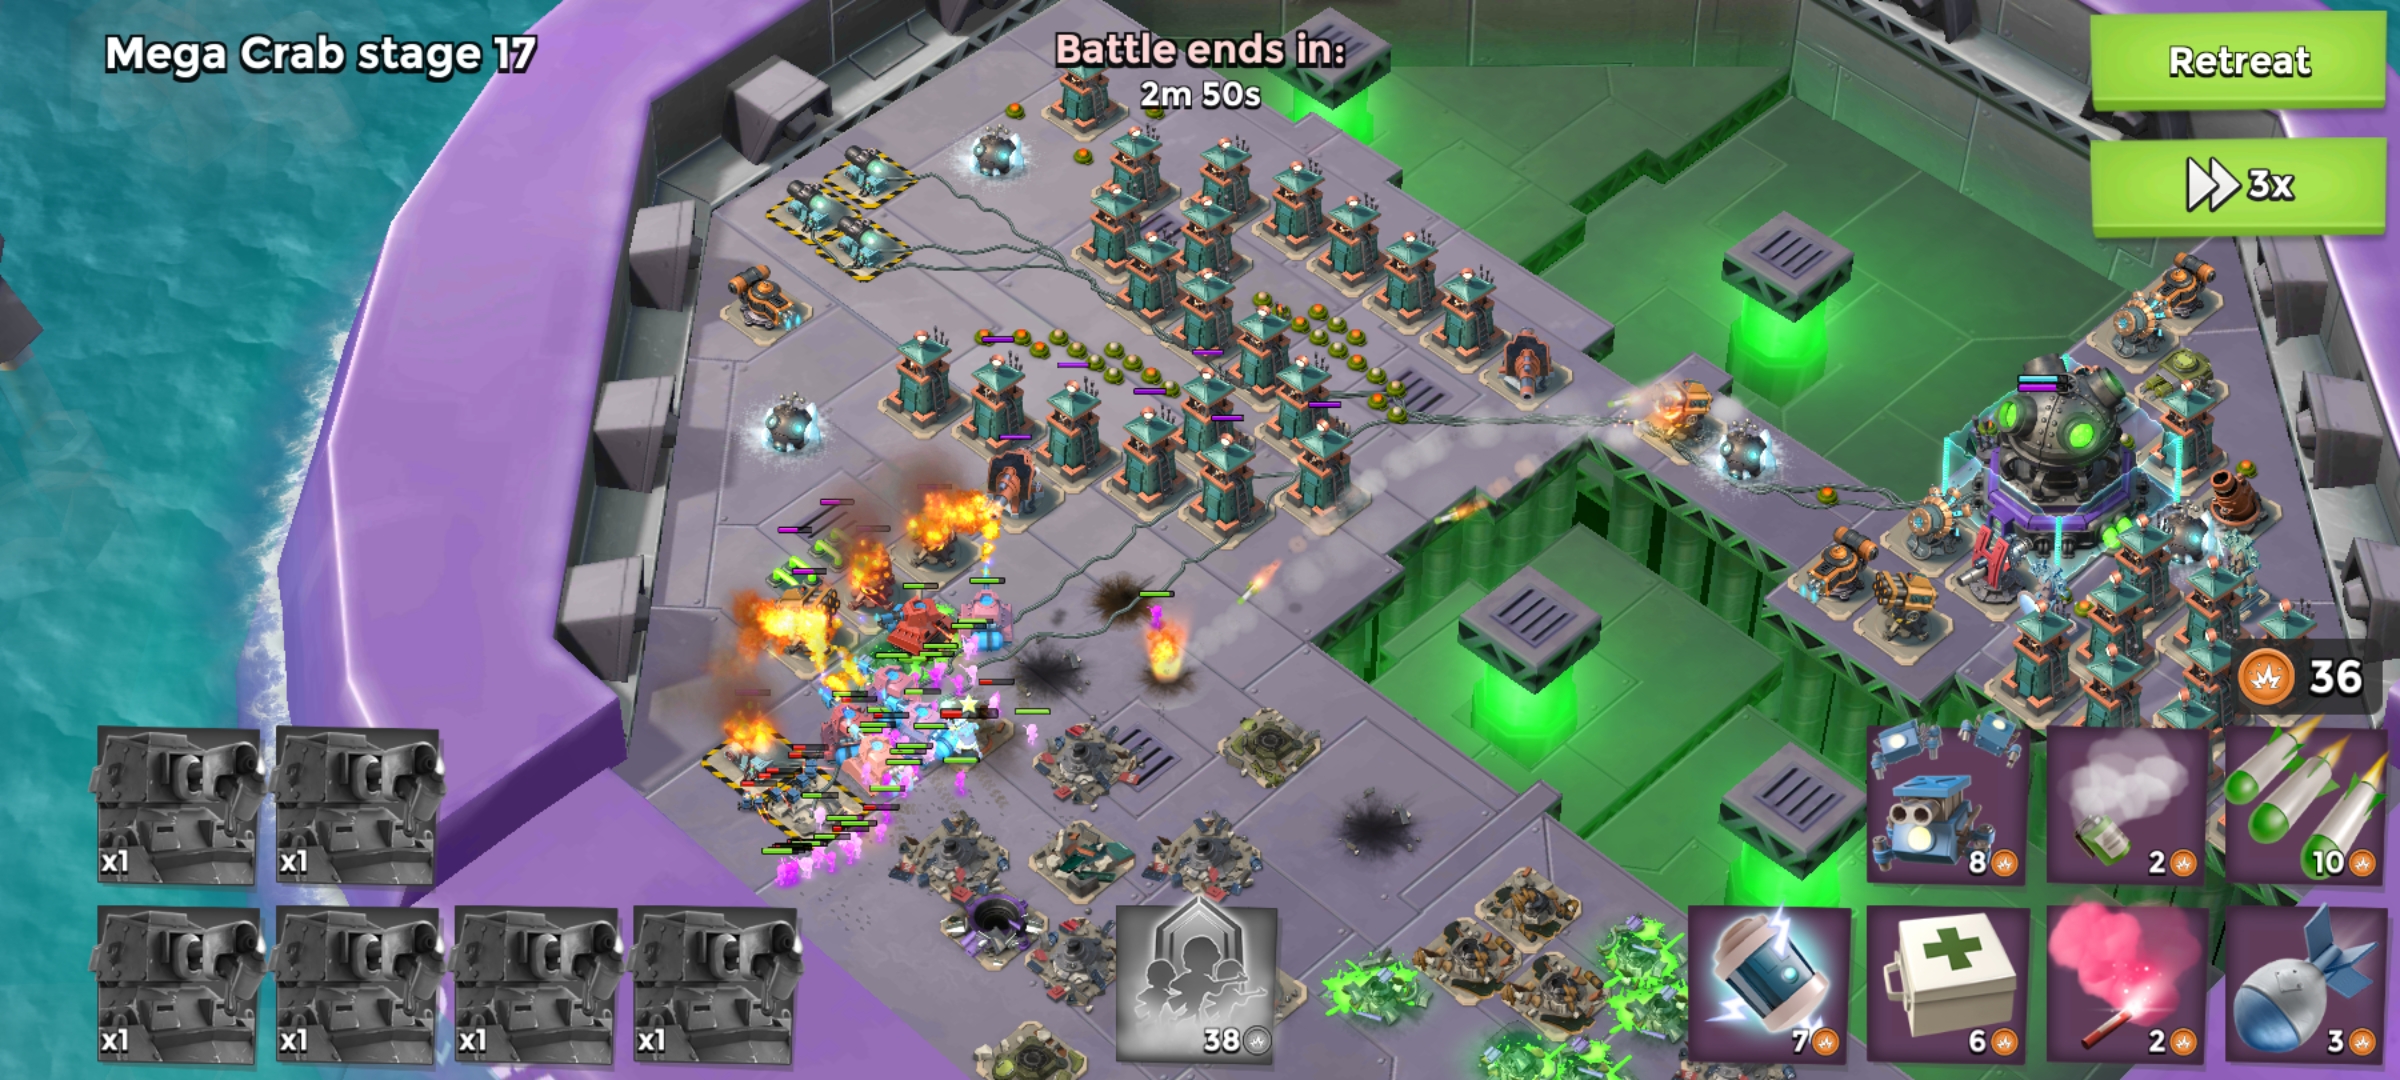 Mega Crab stage 17
Battle ends in:
2m 50s
Retreat
3x
36
x1
x1
8
2
10
x1
x1
x1
x1
38
7
6
2
3